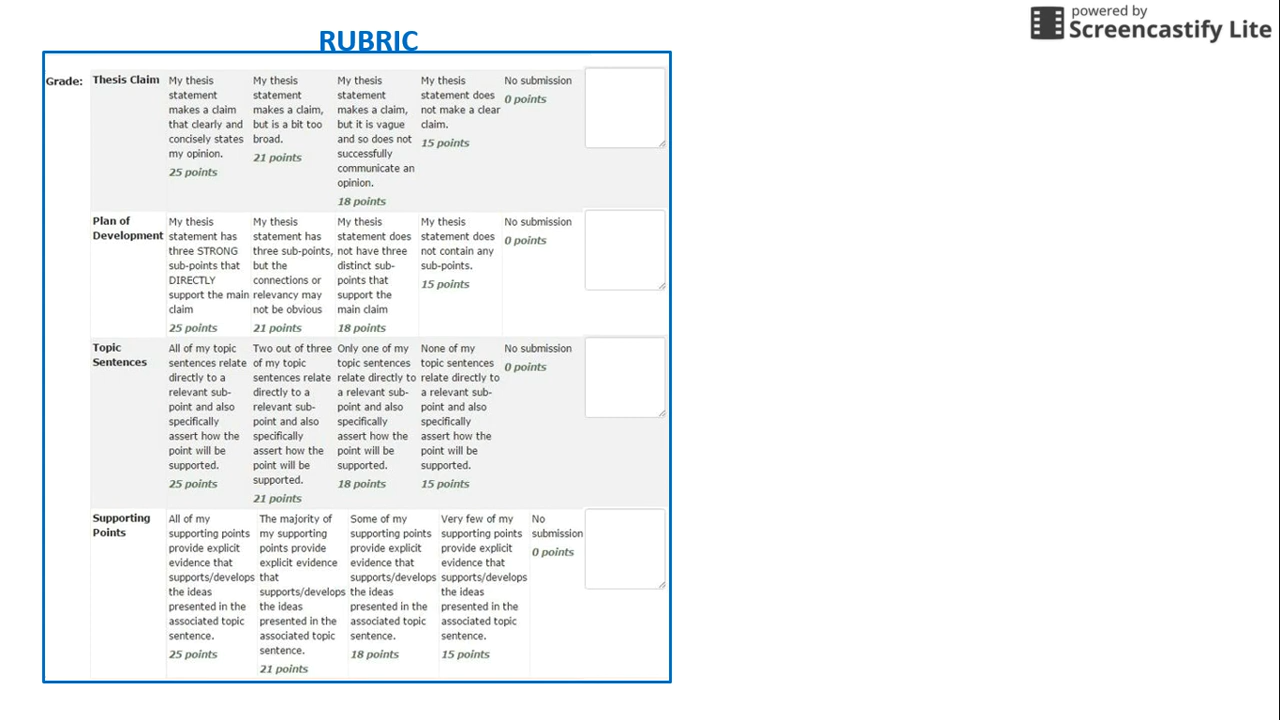 powered by
Screencastify Lite
RUBRIC
Grade:
Thesis Claim
My thesis
statement
makes a claim
that clearly and
concisely states
my opinion.
25 points
My thesis
statement
makes a claim,
but is a bit too
broad.
21 points
My thesis
statement
makes a claim,
but it is vague
and so does not
successfully
communicate an
opinion.
18 points
My thesis
statement does
not make a clear
claim.
15 points
No submission
0 points
Plan of
Development
My thesis
statement has
three STRONG
sub-points that
DIRECTLY
support the main
claim
25 points
My thesis
statement has
three sub-points,
but the
connections or
relevancy may
not be obvious
21 points
My thesis
statement does
not have three
distinct sub-
points that
support the
main claim
18 points
My thesis
statement does
not contain any
sub-points.
15 points
No submission
0 points
Topic
Sentences
All of my topic
sentences relate
directly to a
relevant sub-
point and also
specifically
assert how the
point will be
supported.
25 points
Two out of three
of my topic
sentences relate
directly to a
relevant sub-
point and also
specifically
assert how the
point will be
supported.
21 points
Only one of my
topic sentences
relate directly to
a relevant sub-
point and also
specifically
assert how the
point will be
supported.
18 points
None of my
topic sentences
relate directly to
a relevant sub-
point and also
specifically
assert how the
point will be
supported.
15 points
No submission
0 points
Supporting
Points
All of my
supporting points
provide explicit
evidence that
supports/develops
the ideas
presented in the
associated topic
sentence.
25 points
The majority of
my supporting
points provide
explicit evidence
that
supports/develops
the ideas
presented in the
associated topic
sentence.
21 points
Some of my
supporting points
provide explicit
evidence that
supports/develops
the ideas
presented in the
associated topic
sentence.
18 points
Very few of my
supporting points
provide explicit
evidence that
supports/develops
the ideas
presented in the
associated topic
sentence.
15 points
No
submission
0 points